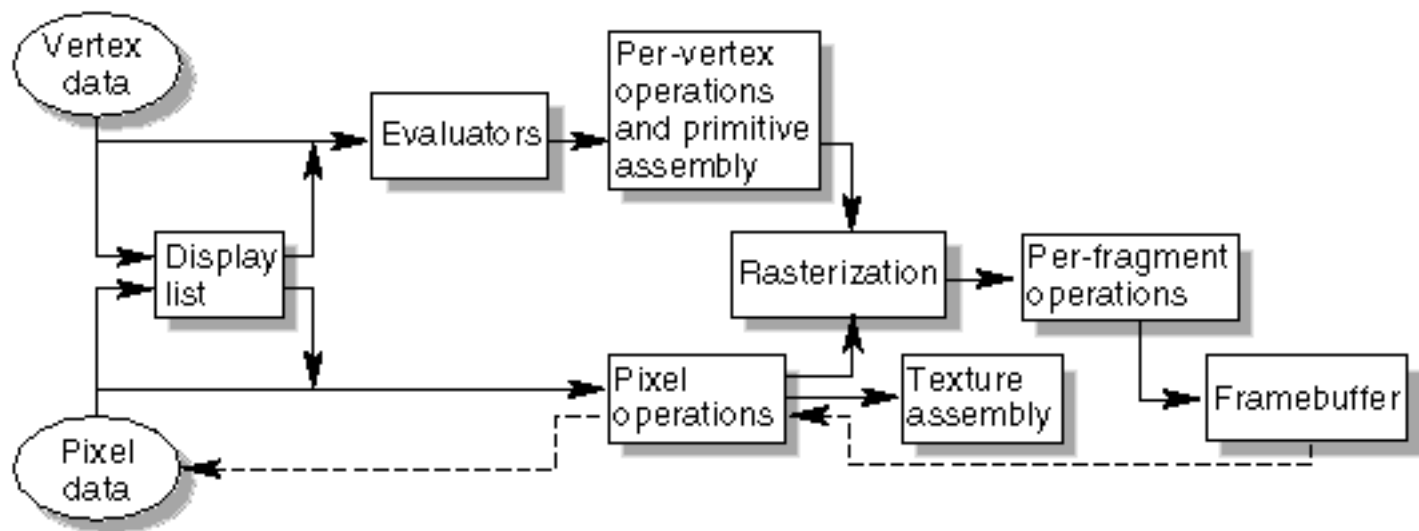 Vertex
data
Evaluators
Per-vertex
operations
and primitive
assembly
Display
list
Rasterization
Per-fragment
operations
Pixel
operations
Texture
assembly
Framebuffer
Pixel
data